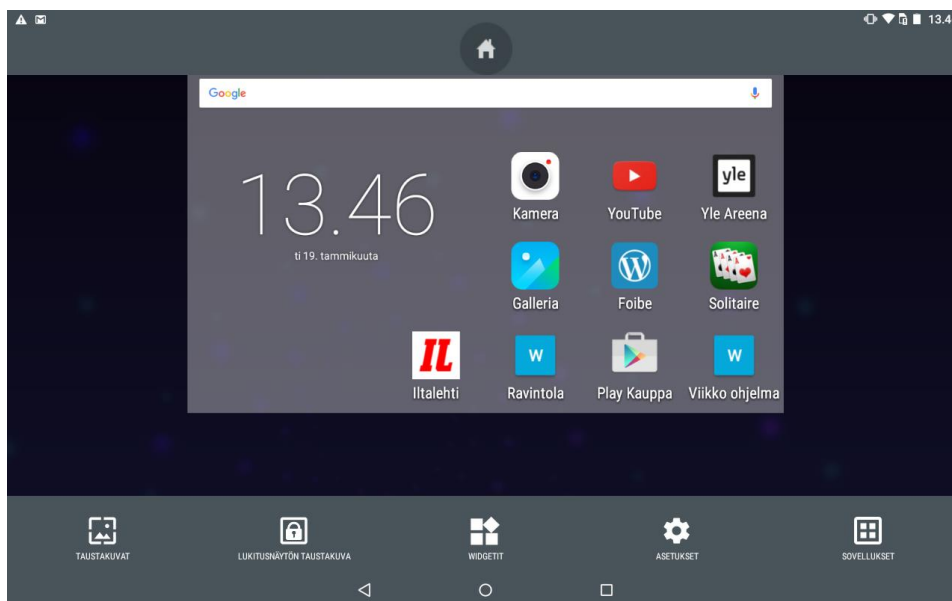 13.4
Google
13.46
ti 19. tammikuuta
Kamera
YouTube
yle
Yle Areena
Galleria
W
Foibe
A A A A
Solitaire
IL
Iltalehti
W
Ravintola
Play Kauppa
W
Viikko ohjelma
TAUSTAKUVAT
LUKITUSNÄYTÖN TAUSTAKUVA
WIDGETIT
ASETUKSET
SOVELLUKSET